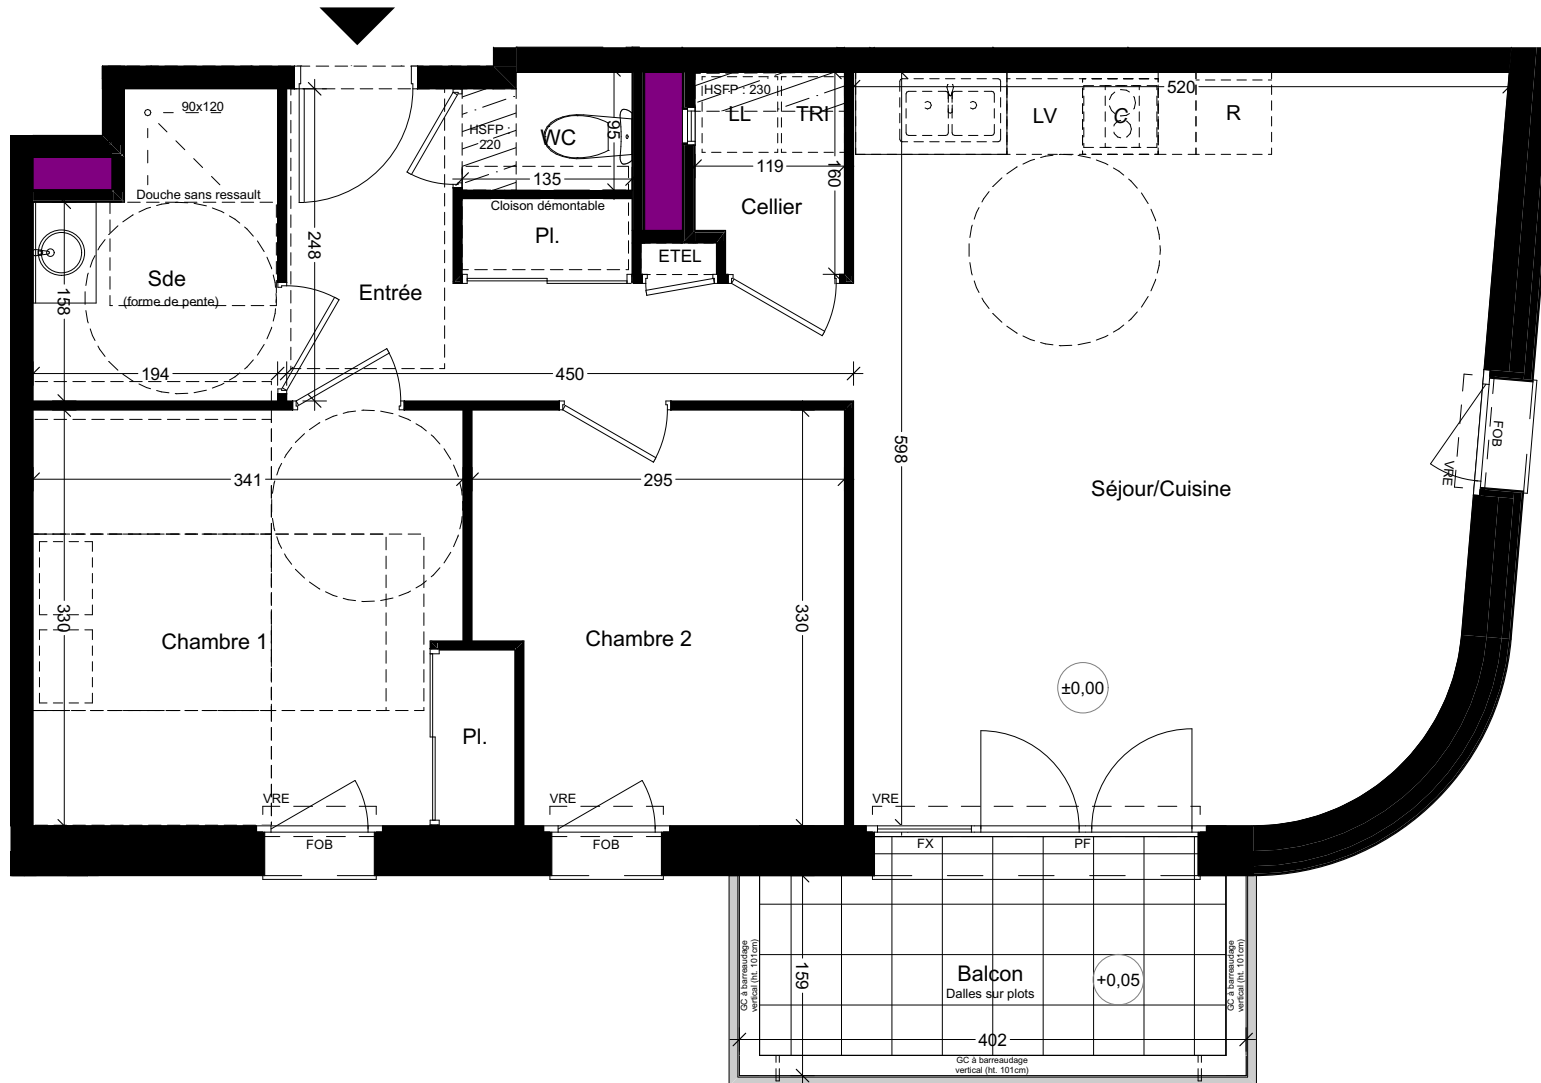 90x120
Douche sans ressault
Sde
(forme de pente)
158
194
248
Entrée
HSFP :
220
WC
95
135
Cloison démontable
Pl.
ETEL
HSFP : 230
LL
TRI
119
160
Cellier
450
520
LV
C
R
598
Séjour/Cuisine
FOB
VRE
341
330
Chambre 1
Pl.
295
330
Chambre 2
±0,00
VRE
FOB
VRE
FOB
VRE
FX
PF
GC à barreaudage
vertical (ht. 101cm)
159
Balcon
Dalles sur plots
+0,05
402
GC à barreaudage
vertical (ht. 101cm)
GC à barreaudage
vertical (ht. 101cm)